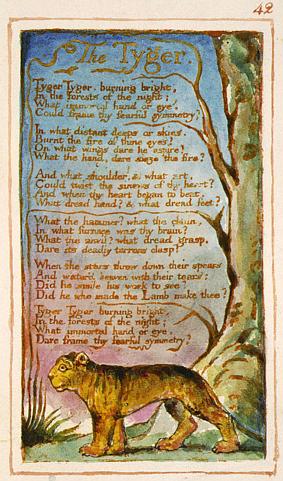 42
The Tyger.
Tyger Tyger. burning bright,
In the forests of the night;
What immortal hand or eye,
Could frame thy fearful symmetry?
In what distant deeps or skies,
Burnt the fire of thine eyes?
On what wings dare he aspire?
What the hand, dare sieze the fire?
And what shoulder, & what art,
Could twist the sinews of thy heart?
And when thy heart began to beat,
What dread hand? & what dread feet?
What the hammer? what the chain,
In what furnace was thy brain?
What the anvil? what dread grasp,
Dare its deadly terrors clasp?
When the stars threw down their spears
And water'd heaven with their tears:
Did he smile his work to see?
Did he who made the Lamb make thee?
Tyger Tyger burning bright,
In the forests of the night:
What immortal hand or eye,
Dare frame thy fearful symmetry?